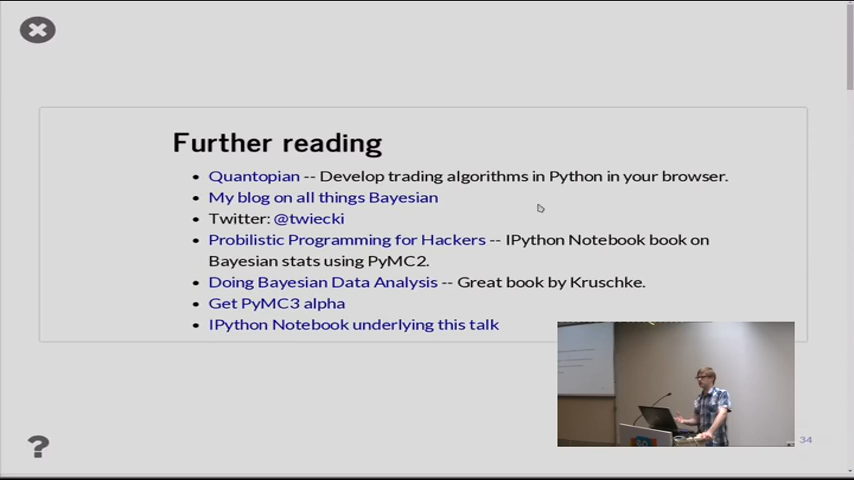 Further reading
Quantopian -- Develop trading algorithms in Python in your browser.
My blog on all things Bayesian
Twitter: @twiecki
Probilistic Programming for Hackers -- IPython Notebook book on
Bayesian stats using PyMC2.
Doing Bayesian Data Analysis -- Great book by Kruschke.
Get PyMC3 alpha
IPython Notebook underlying this talk
?
34